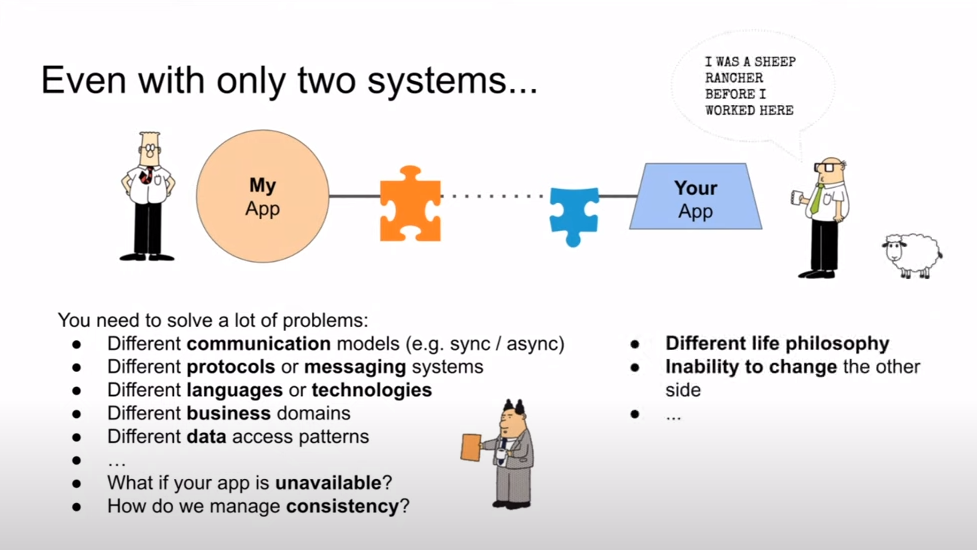 Even with only two systems...
I WAS A SHEEP
RANCHER
BEFORE I
WORKED HERE
My
App
Your
App
You need to solve a lot of problems:
● Different communication models (e.g. sync / async)
● Different protocols or messaging systems
● Different languages or technologies
● Different business domains
● Different data access patterns
● …
● What if your app is unavailable?
● How do we manage consistency?
● Different life philosophy
● Inability to change the other
side
● ...